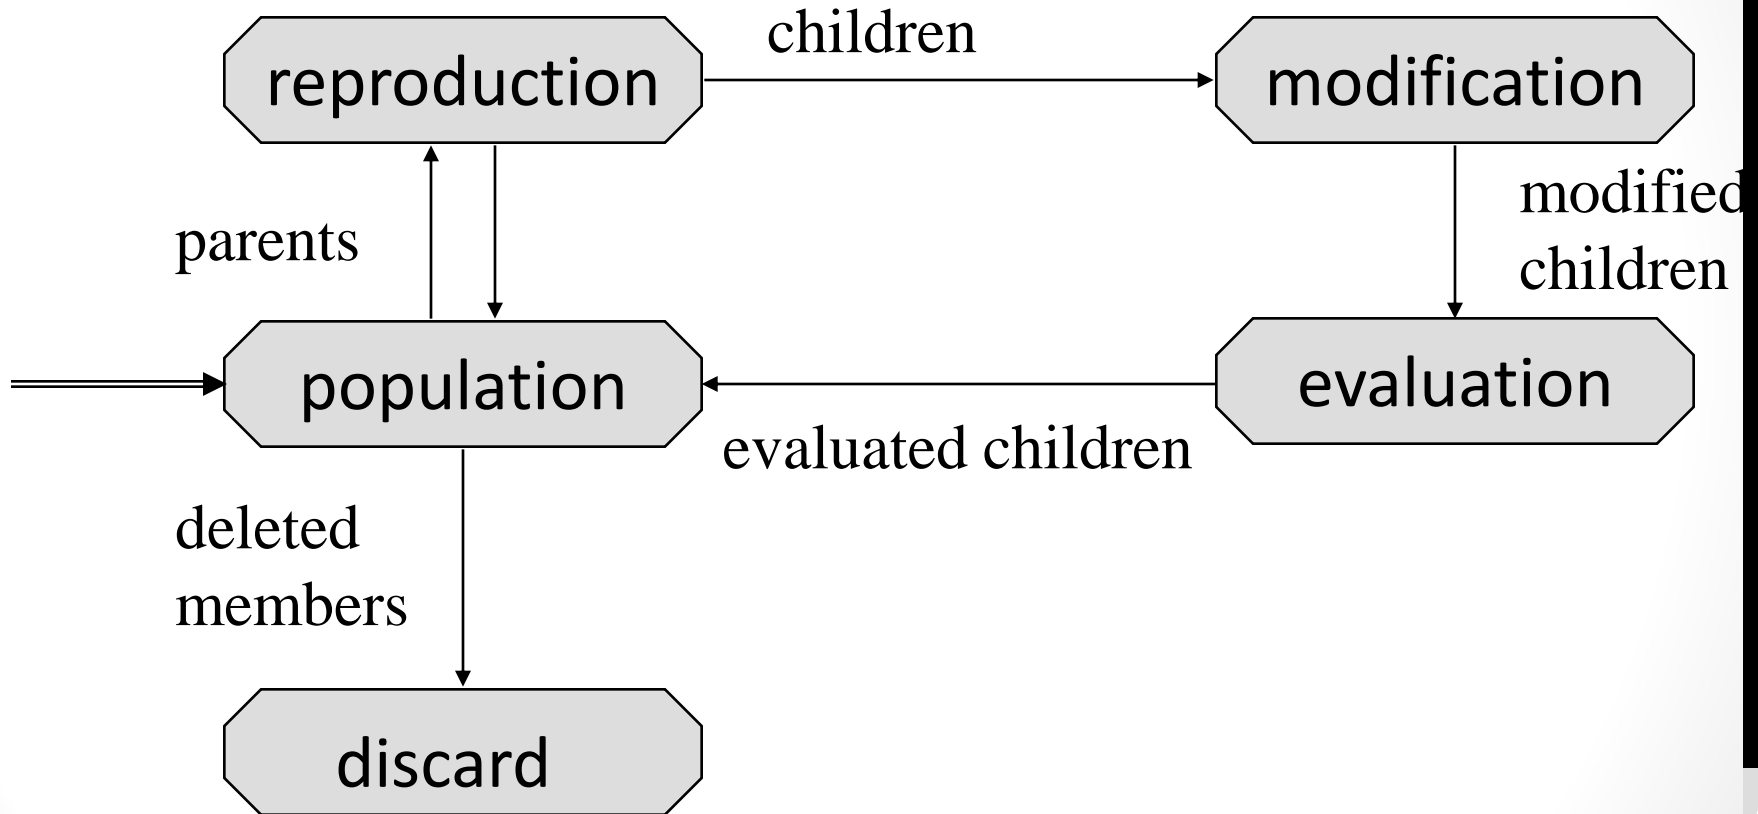 children
reproduction
modification
modified
children
parents
population
evaluation
evaluated children
deleted
members
discard